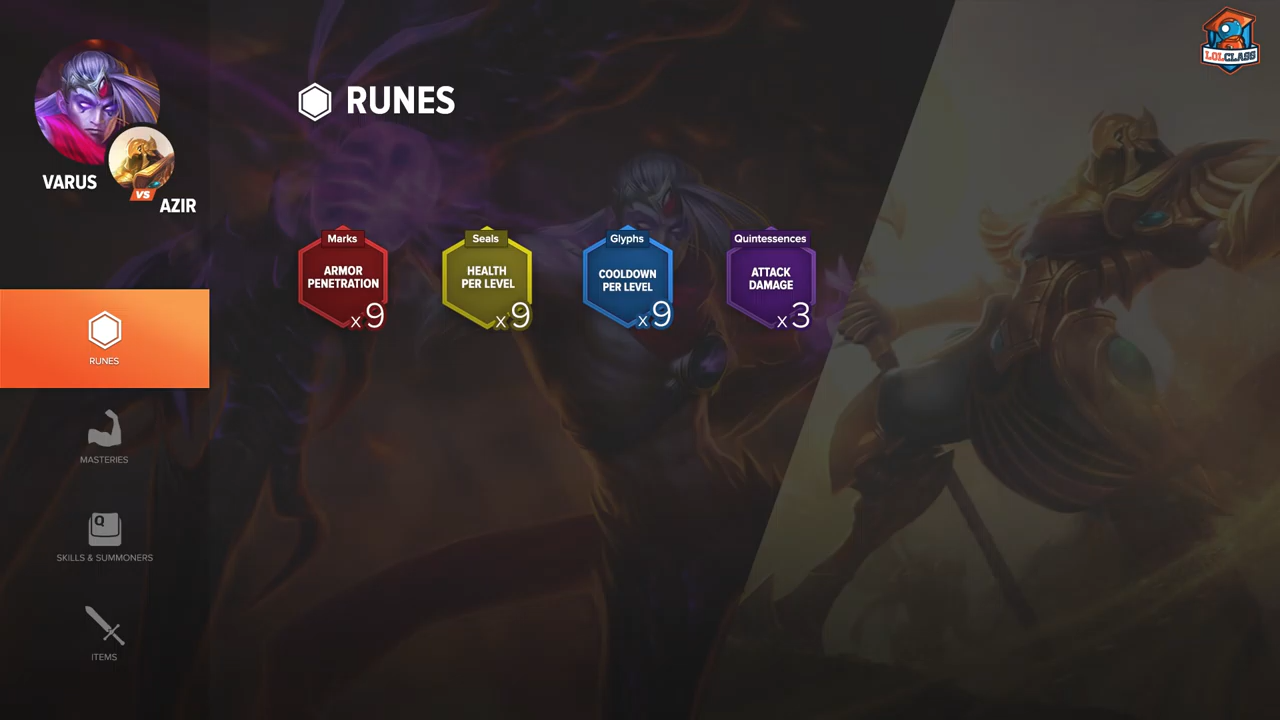 LOLCLASS
VARUS
VS
AZIR
RUNES
Marks
ARMOR
PENETRATION
x9
Seals
HEALTH
PER LEVEL
x9
Glyphs
COOLDOWN
PER LEVEL
x9
Quintessences
ATTACK
DAMAGE
x3
RUNES
MASTERIES
Q
SKILLS & SUMMONERS
ITEMS